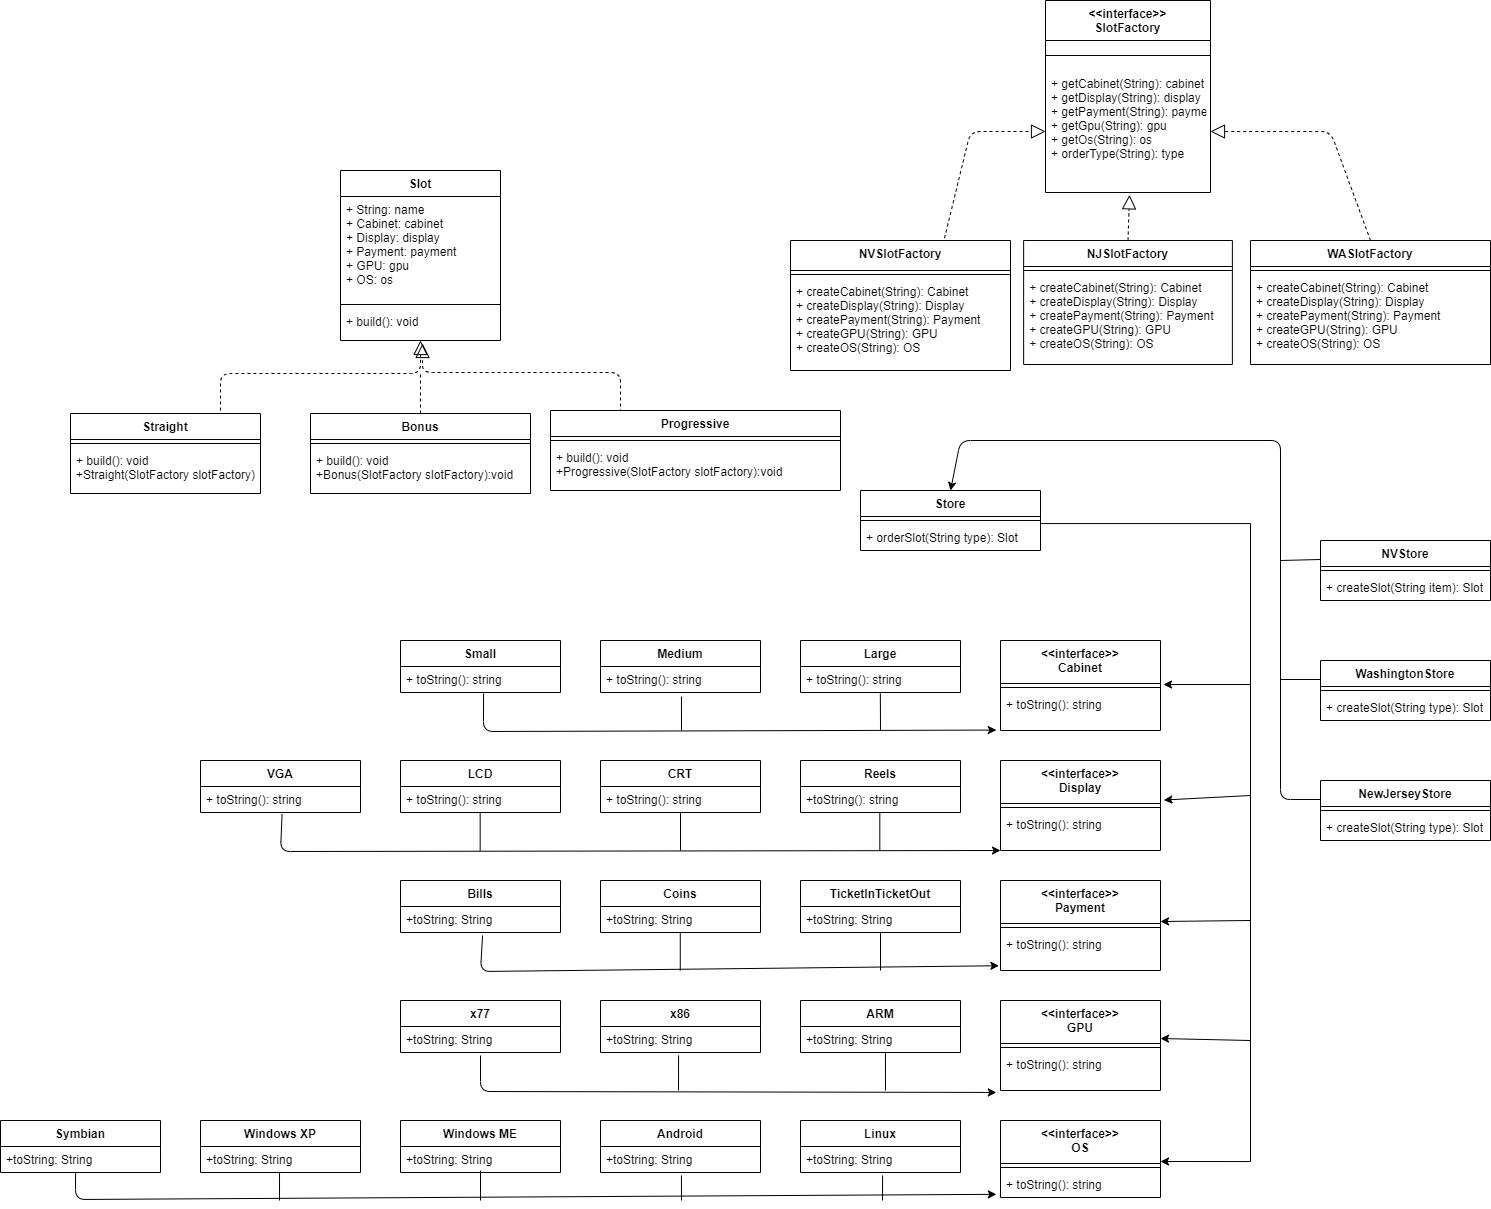 <<interface>>
SlotFactory
+ getCabinet(String): cabinet
+ getDisplay(String): display
+ getPayment(String): payme
+ getGpu(String): gpu
+ getOs(String): os
+ orderType(String): type
Slot
+ String: name
+ Cabinet: cabinet
+ Display: display
+ Payment: payment
+ GPU: gpu
+ OS: os
+ build(): void
NVSlotFactory
+ createCabinet(String): Cabinet
+ createDisplay(String): Display
+ createPayment(String): Payment
+ createGPU(String): GPU
+ createOS(String): OS
NJSlotFactory
+ createCabinet(String): Cabinet
+ createDisplay(String): Display
+ createPayment(String): Payment
+ createGPU(String): GPU
+ createOS(String): OS
WASlotFactory
+ createCabinet(String): Cabinet
+ createDisplay(String): Display
+ createPayment(String): Payment
+ createGPU(String): GPU
+ createOS(String): OS
Straight
+ build(): void
+Straight(SlotFactory slotFactory)
Bonus
+ build(): void
+Bonus(SlotFactory slotFactory):void
Progressive
+ build(): void
+Progressive(SlotFactory slotFactory):void
Store
+ orderSlot(String type): Slot
NVStore
+ createSlot(String item): Slot
Small
+ toString(): string
Medium
+ toString(): string
Large
+ toString(): string
<<interface>>
Cabinet
+ toString(): string
WashingtonStore
+ createSlot(String type): Slot
VGA
+ toString(): string
LCD
+ toString(): string
CRT
+ toString(): string
Reels
+toString(): string
<<interface>>
Display
+ toString(): string
NewJerseyStore
+ createSlot(String type): Slot
Bills
+toString: String
Coins
+toString: String
TicketInTicketOut
+toString: String
<<interface>>
Payment
+ toString(): string
x77
+toString: String
x86
+toString: String
ARM
+toString: String
<<interface>>
GPU
+ toString(): string
Symbian
+toString: String
Windows XP
+toString: String
Windows ME
+toString: String
Android
+toString: String
Linux
+toString: String
<<interface>>
OS
+ toString(): string